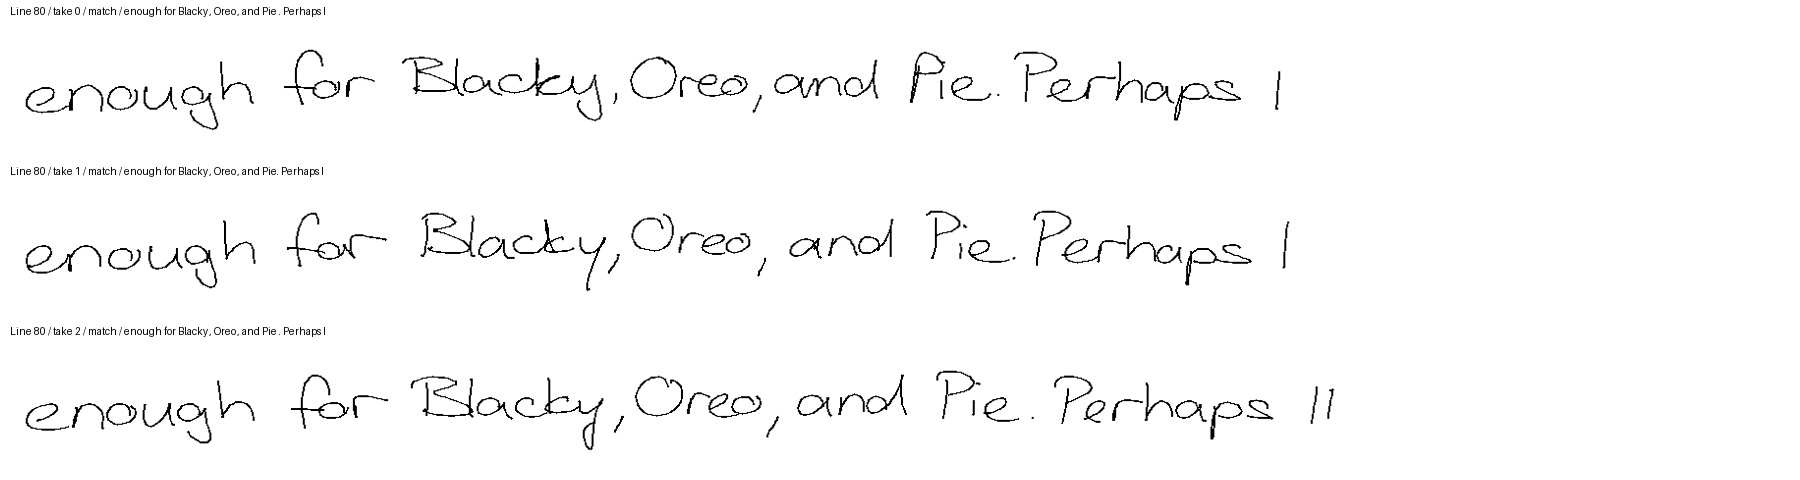 Line 80 / take 0 / match / enough for Blacky, Oreo, and Pie. Perhaps I
enough for Blacky, Oreo, and Pie. Perhaps I
Line 80 / take 1 / match / enough for Blacky, Oreo, and Pie. Perhaps I
enough for Blacky, Oreo, and Pie. Perhaps I
Line 80 / take 2 / match / enough for Blacky, Oreo, and Pie. Perhaps I
enough for Blacky, Oreo, and Pie. Perhaps II